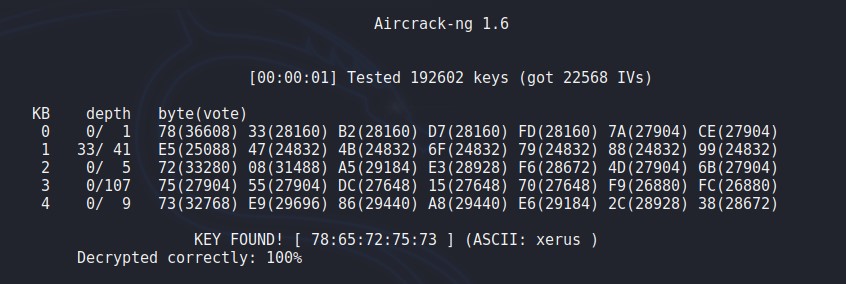 Aircrack-ng 1.6
[00:00:01] Tested 192602 keys (got 22568 IVs)
KB depth byte(vote)
0 0/ 1 78(36608) 33(28160) B2(28160) D7(28160) FD(28160) 7A(27904) CE(27904)
1 33/ 41 E5(25088) 47(24832) 4B(24832) 6F(24832) 79(24832) 88(24832) 99(24832)
2 0/ 5 72(33280) 08(31488) A5(29184) E3(28928) F6(28672) 4D(27904) 6B(27904)
3 0/107 75(27904) 55(27904) DC(27648) 15(27648) 70(27648) F9(26880) FC(26880)
4 0/ 9 73(32768) E9(29696) 86(29440) A8(29440) E6(29184) 2C(28928) 38(28672)
KEY FOUND! [ 78:65:72:75:73 ] (ASCII: xerus )
Decrypted correctly: 100%